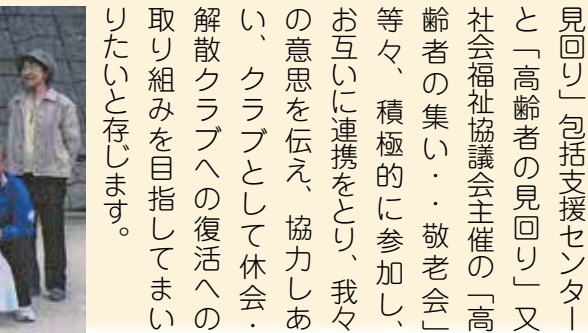 見回り」包括支援センター
と「高齢者の見回り」又
社会福祉協議会主催の「高
齢者の集い・・敬老会」
等々、積極的に参加し、
お互いに連携をとり、我々
の意思を伝え、協力しあ
い、クラブとして休会・
解散クラブへの復活への
取り組みを目指してまい
りたいと存じます。